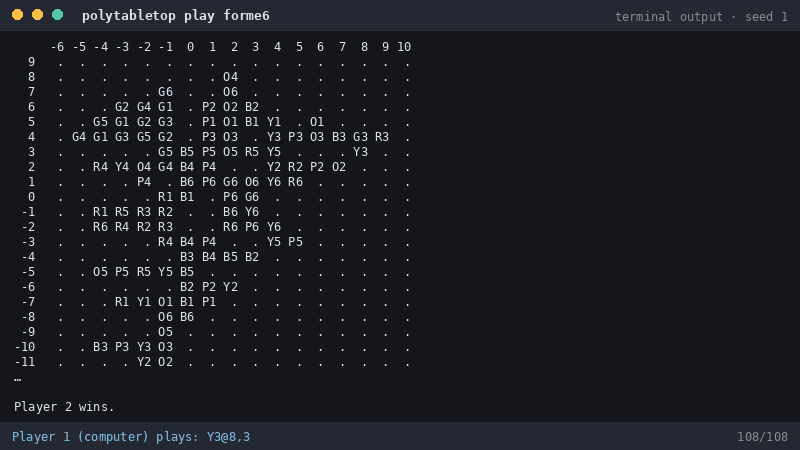 polytabletop play forme6
terminal output · seed 1
-6 -5 -4 -3 -2 -1 0 1 2 3 4 5 6 7 8 9 10
9 . . . . . . . . . . . . . . . . .
8 . . . . . . . . O4 . . . . . . . .
7 . . . . . G6 . . O6 . . . . . . . .
6 . . . G2 G4 G1 . P2 O2 B2 . . . . . . .
5 . . G5 G1 G2 G3 . P1 O1 B1 Y1 . O1 . . . .
4 . G4 G1 G3 G5 G2 . P3 O3 . Y3 P3 O3 B3 G3 R3 .
3 . . . . . G5 B5 P5 O5 R5 Y5 . . . Y3 . .
2 . . R4 Y4 O4 G4 B4 P4 . . Y2 R2 P2 O2 . . .
1 . . . . P4 . B6 P6 G6 O6 Y6 R6 . . . . .
0 . . . . . R1 B1 . P6 G6 . . . . . . .
-1 . . R1 R5 R3 R2 . . B6 Y6 . . . . . . .
-2 . . R6 R4 R2 R3 . . R6 P6 Y6 . . . . . .
-3 . . . . . R4 B4 P4 . . Y5 P5 . . . . .
-4 . . . . . . B3 B4 B5 B2 . . . . . . .
-5 . . O5 P5 R5 Y5 B5 . . . . . . . . . .
-6 . . . . . . B2 P2 Y2 . . . . . . . .
-7 . . . R1 Y1 O1 B1 P1 . . . . . . . . .
-8 . . . . . O6 B6 . . . . . . . . . .
-9 . . . . . O5 . . . . . . . . . . .
-10 . . B3 P3 Y3 O3 . . . . . . . . . . .
-11 . . . . Y2 O2 . . . . . . . . . . .
…
Player 2 wins.
Player 1 (computer) plays: Y3@8,3
108/108